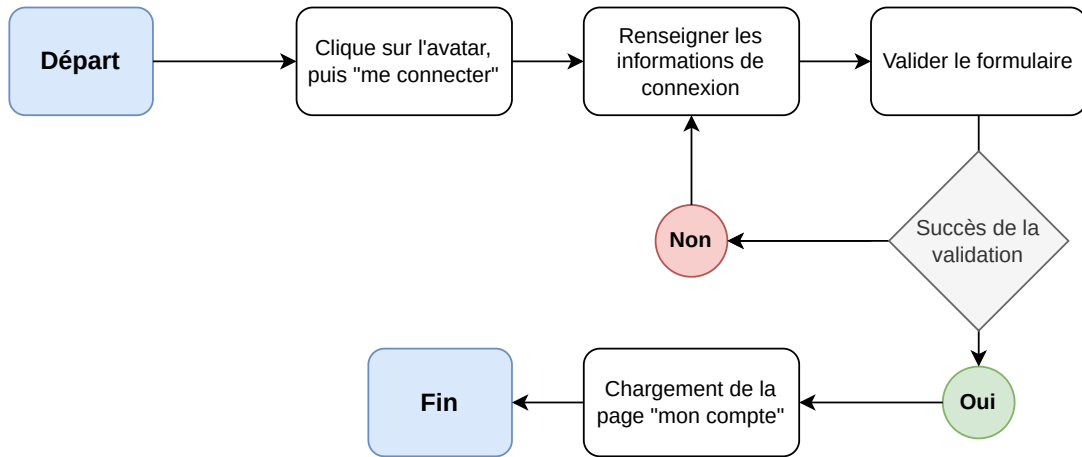 Départ
Clique sur l'avatar,
puis "me connecter"
Renseigner les
informations de
connexion
Valider le formulaire
Non
Succès de la
validation
Fin
Chargement de la
page "mon compte"
Oui